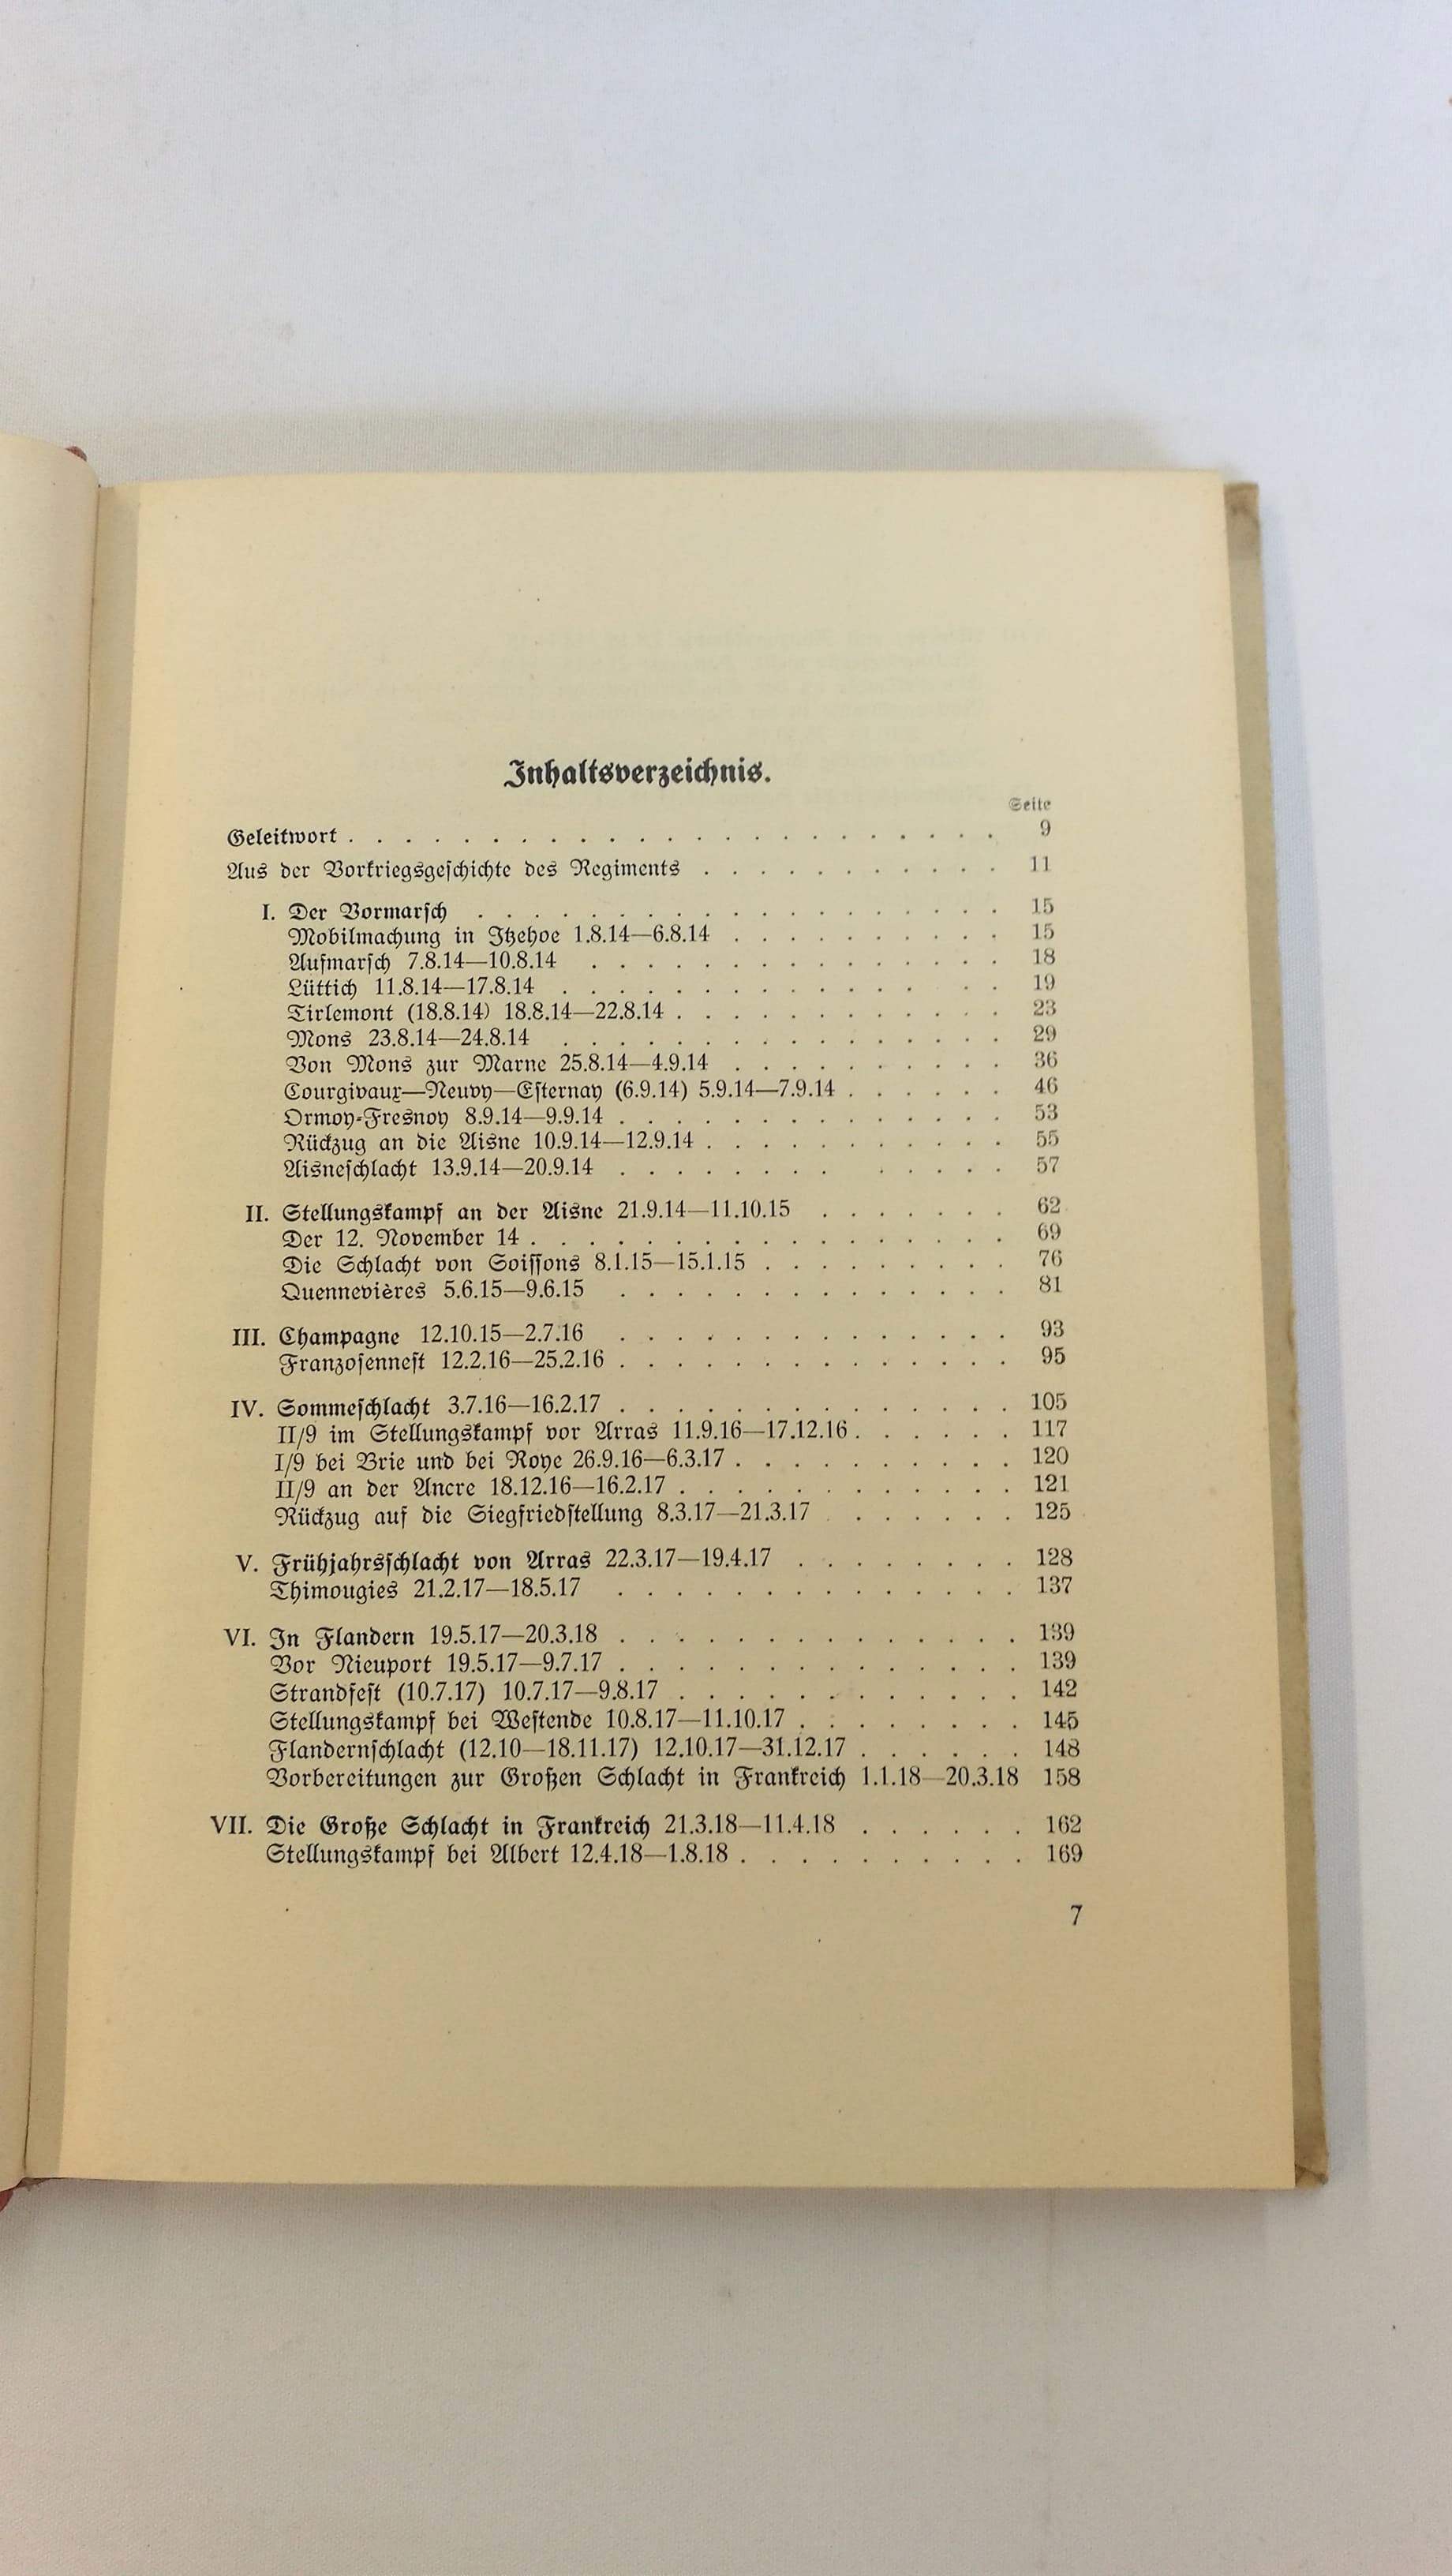 Inhaltsverzeichnis.
Seite
Geleitwort . . . . . . . . . . . . . . . . . . . . . . . 9
Aus der Vorkriegsgeschichte des Regiments . . . . . . . . . . . 11
I. Der Vormarsch . . . . . . . . . . . . . . . . . . . 15
Mobilmachung in Itzehoe 1.8.14—6.8.14 . . . . . . . . . . 15
Aufmarsch 7.8.14—10.8.14 . . . . . . . . . . . . . . . 18
Lüttich 11.8.14—17.8.14 . . . . . . . . . . . . . . . 19
Tirlemont (18.8.14) 18.8.14—22.8.14 . . . . . . . . . . . . 23
Mons 23.8.14—24.8.14 . . . . . . . . . . . . . . . . 29
Von Mons zur Marne 25.8.14—4.9.14 . . . . . . . . . . 36
Courgivaux—Neuvy—Esternay (6.9.14) 5.9.14—7.9.14 . . . . . . 46
Ormoy-Fresnoy 8.9.14—9.9.14 . . . . . . . . . . . . . . 53
Rückzug an die Aisne 10.9.14—12.9.14 . . . . . . . . . . . 55
Aisneschlacht 13.9.14—20.9.14 . . . . . . . . . . . . . 57
II. Stellungskampf an der Aisne 21.9.14—11.10.15 . . . . . . . 62
Der 12. November 14 . . . . . . . . . . . . . . . . . 69
Die Schlacht von Soissons 8.1.15—15.1.15 . . . . . . . . . 76
Quennevières 5.6.15—9.6.15 . . . . . . . . . . . . . . 81
III. Champagne 12.10.15—2.7.16 . . . . . . . . . . . . . . 93
Franzosennest 12.2.16—25.2.16 . . . . . . . . . . . . . . 95
IV. Sommeschlacht 3.7.16—16.2.17 . . . . . . . . . . . . . . 105
II/9 im Stellungskampf vor Arras 11.9.16—17.12.16 . . . . . . 117
I/9 bei Brie und bei Roye 26.9.16—6.3.17 . . . . . . . . . . 120
II/9 an der Ancre 18.12.16—16.2.17 . . . . . . . . . . . . 121
Rückzug auf die Siegfriedstellung 8.3.17—21.3.17 . . . . . . 125
V. Frühjahrsschlacht von Arras 22.3.17—19.4.17 . . . . . . . . 128
Thimougies 21.2.17—18.5.17 . . . . . . . . . . . . . . . 137
VI. In Flandern 19.5.17—20.3.18 . . . . . . . . . . . . . . 139
Vor Nieuport 19.5.17—9.7.17 . . . . . . . . . . . . . . 139
Strandfest (10.7.17) 10.7.17—9.8.17 . . . . . . . . . . . . 142
Stellungskampf bei Westende 10.8.17—11.10.17 . . . . . . . . 145
Flandernschlacht (12.10—18.11.17) 12.10.17—31.12.17 . . . . . . 148
Vorbereitungen zur Großen Schlacht in Frankreich 1.1.18—20.3.18 158
VII. Die Große Schlacht in Frankreich 21.3.18—11.4.18 . . . . . . 162
Stellungskampf bei Albert 12.4.18—1.8.18 . . . . . . . . . . 169
7